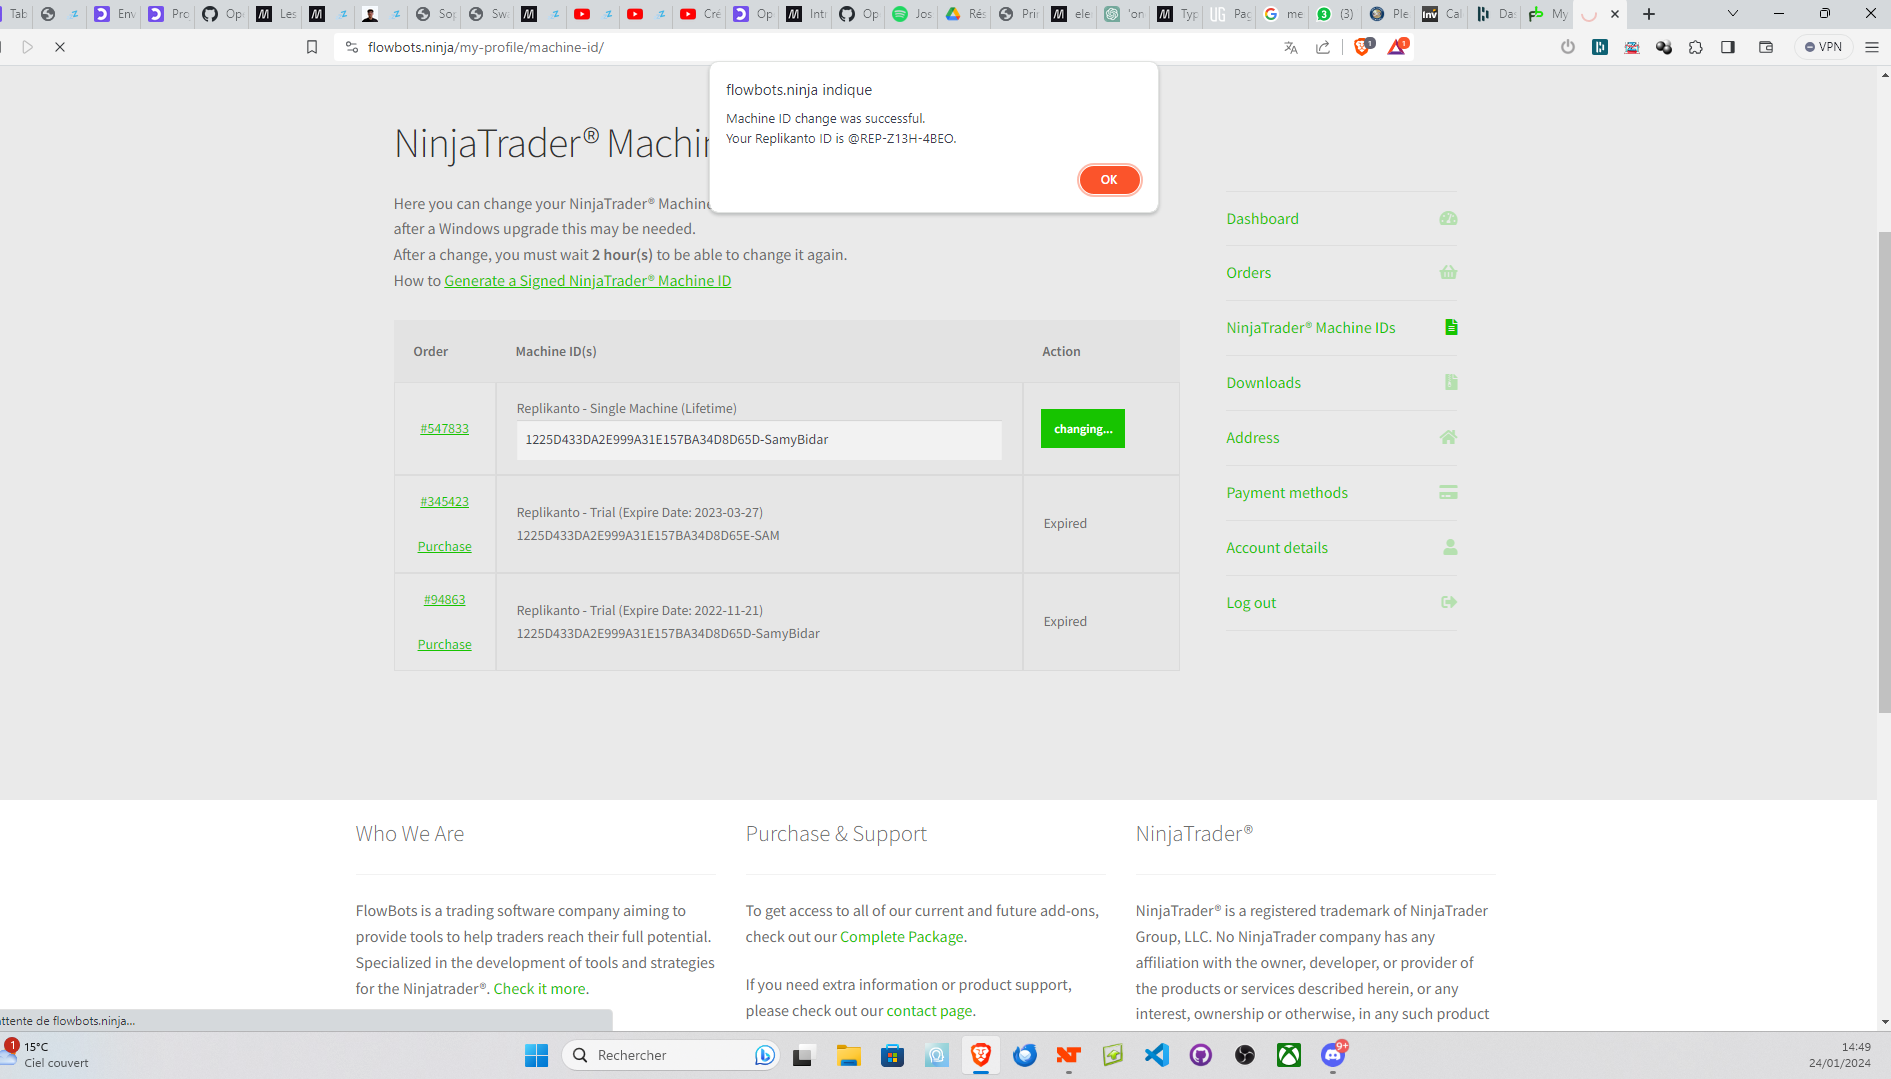 Tab
Env
Pro
Op
Les
Sop
Swa
Cré
Op
Inti
Op
Jos
Rés
Prii
ele
'on
Typ
Pag
me
(3)
Ple
Cal
Da
My
flowbots.ninja/my-profile/machine-id/
VPN
flowbots.ninja indique
Machine ID change was successful.
Your Replikanto ID is @REP-Z13H-4BEO.
OK
NinjaTrader® Machin
Here you can change your NinjaTrader® Machine
after a Windows upgrade this may be needed.
After a change, you must wait 2 hour(s) to be able to change it again.
How to Generate a Signed NinjaTrader® Machine ID
Order
Machine ID(s)
Action
#547833
Replikanto - Single Machine (Lifetime)
1225D433DA2E999A31E157BA34D8D65D-SamyBidar
changing...
#345423
Purchase
Replikanto - Trial (Expire Date: 2023-03-27)
1225D433DA2E999A31E157BA34D8D65E-SAM
Expired
#94863
Purchase
Replikanto - Trial (Expire Date: 2022-11-21)
1225D433DA2E999A31E157BA34D8D65D-SamyBidar
Expired
Dashboard
Orders
NinjaTrader® Machine IDs
Downloads
Address
Payment methods
Account details
Log out
Who We Are
FlowBots is a trading software company aiming to
provide tools to help traders reach their full potential.
Specialized in the development of tools and strategies
for the Ninjatrader®. Check it more.
Purchase & Support
To get access to all of our current and future add-ons,
check out our Complete Package.
If you need extra information or product support,
please check out our contact page.
NinjaTrader®
NinjaTrader® is a registered trademark of NinjaTrader
Group, LLC. No NinjaTrader company has any
affiliation with the owner, developer, or provider of
the products or services described herein, or any
interest, ownership or otherwise, in any such product
ttente de flowbots.ninja...
1
15°C
Ciel couvert
Rechercher
9+
14:49
24/01/2024